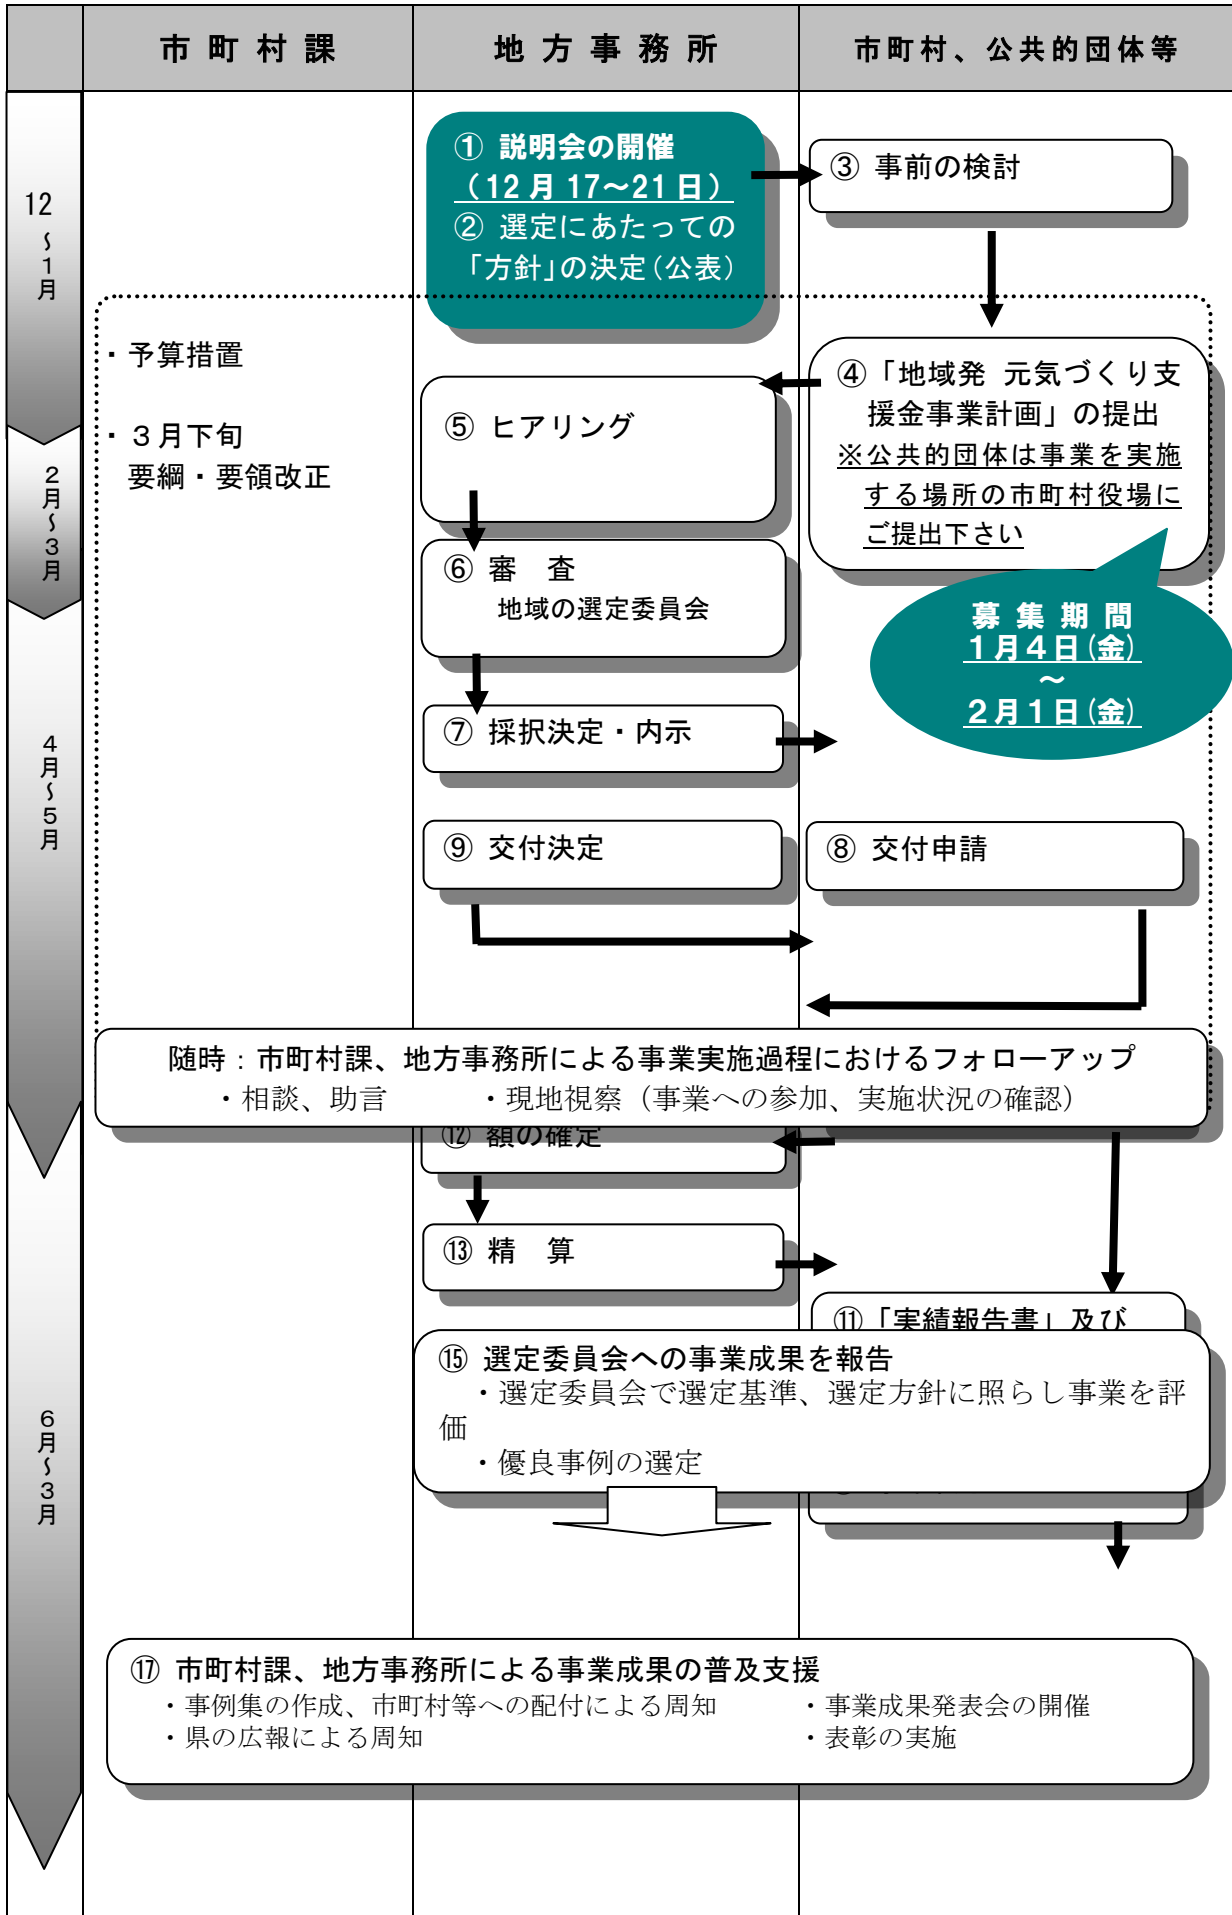 市町村課
地方事務所
市町村、公共的団体等
12
～
1
月
① 説明会の開催
（12月17～21日）
② 選定にあたっての
「方針」の決定（公表）
③ 事前の検討
・予算措置
・３月下旬
要綱・要領改正
④「地域発 元気づくり支
援金事業計画」の提出
※公共的団体は事業を実施
する場所の市町村役場に
ご提出下さい
⑤ ヒアリング
2月～3月
⑥ 審　査
地域の選定委員会
募集期間
１月４日（金）
～
２月１日（金）
⑦ 採択決定・内示
4月～5月
⑨ 交付決定
⑧ 交付申請
随時：市町村課、地方事務所による事業実施過程におけるフォローアップ
・相談、助言　　　・現地視察（事業への参加、実施状況の確認）
⑫ 額の確定
⑬ 精　算
⑪「実績報告書」及び
⑮ 選定委員会への事業成果を報告
・選定委員会で選定基準、選定方針に照らし事業を評
価
・優良事例の選定
6月～3月
⑰ 市町村課、地方事務所による事業成果の普及支援
・事例集の作成、市町村等への配付による周知　　　・事業成果発表会の開催
・県の広報による周知　　　・表彰の実施